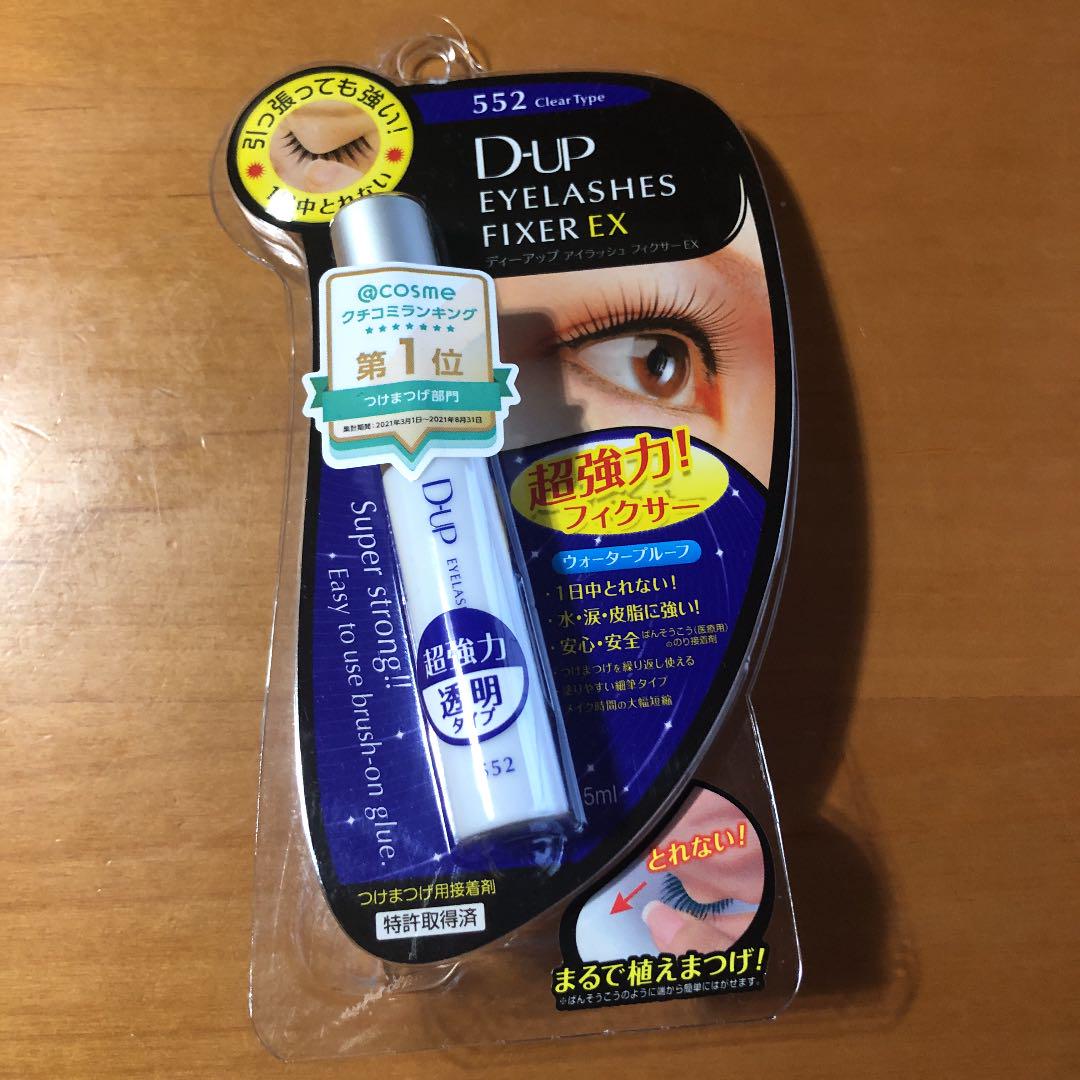 引っ張っても強い!
1日中とれない
552 Clear Type
D-UP
EYELASHES
FIXER EX
ディーアップ アイラッシュ フィクサーEX
@cosme
クチコミランキング
★★★★★★★
第1位
つけまつげ部門
集計期間:2021年3月1日〜2021年8月31日
超強力!
フィクサー
ウォータープルーフ
・1日中とれない!
・水・涙・皮脂に強い!
・安心・安全 ばんそうこう(医療用)
ののり接着剤
つけまつげを繰り返し使える
塗りやすい細筆タイプ
メイク時間の大幅短縮
Super strong!!
Easy to use brush-on glue.
D-UP
EYELAS
超強力
透明
タイプ
552
5ml
つけまつげ用接着剤
特許取得済
とれない!
まるで植えまつげ!
※ばんそうこうのように端から簡単にはがせます。